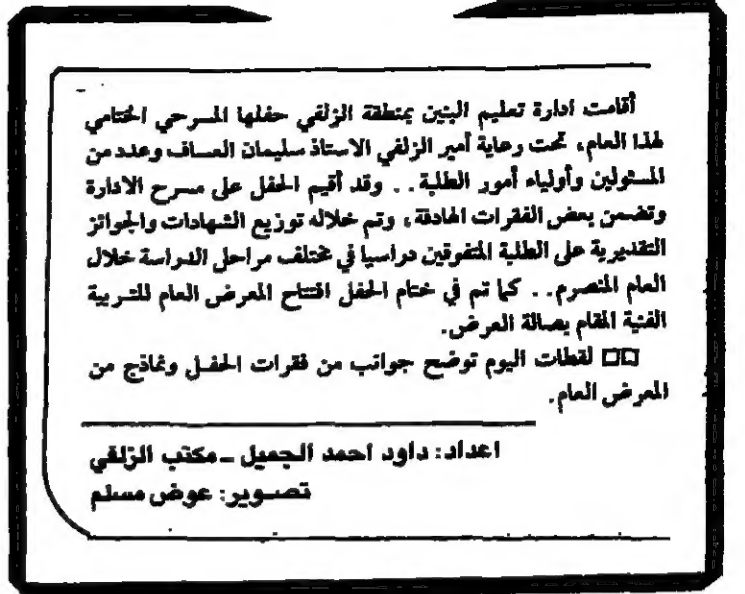 أقامت ادارة تعليم البنين بمنطقة الزلفي حفلها المسرحي الختامي
لهذا العام، تحت رعاية أمير الزلفي الاستاذ سليمان العساف وعدد من
المسئولين وأولياء أمور الطلبة . . وقد أقيم الحفل على مسرح الادارة
وتضمن بعض الفقرات الهادفة، وتم خلاله توزيع الشهادات والجوائز
التقديرية على الطلبة المتفوقين دراسيا في مختلف مراحل الدراسة خلال
العام المنصرم . . كما تم في ختام الحفل افتتاح المعرض العام للتربية
الفنية المقام بصالة العرض.
□□ لقطات اليوم توضح جوانب من فقرات الحفل ونماذج من
المعرض العام.
اعداد: داود احمد الجميل ــ مكتب الزلفي
تصوير: عوض مسلم